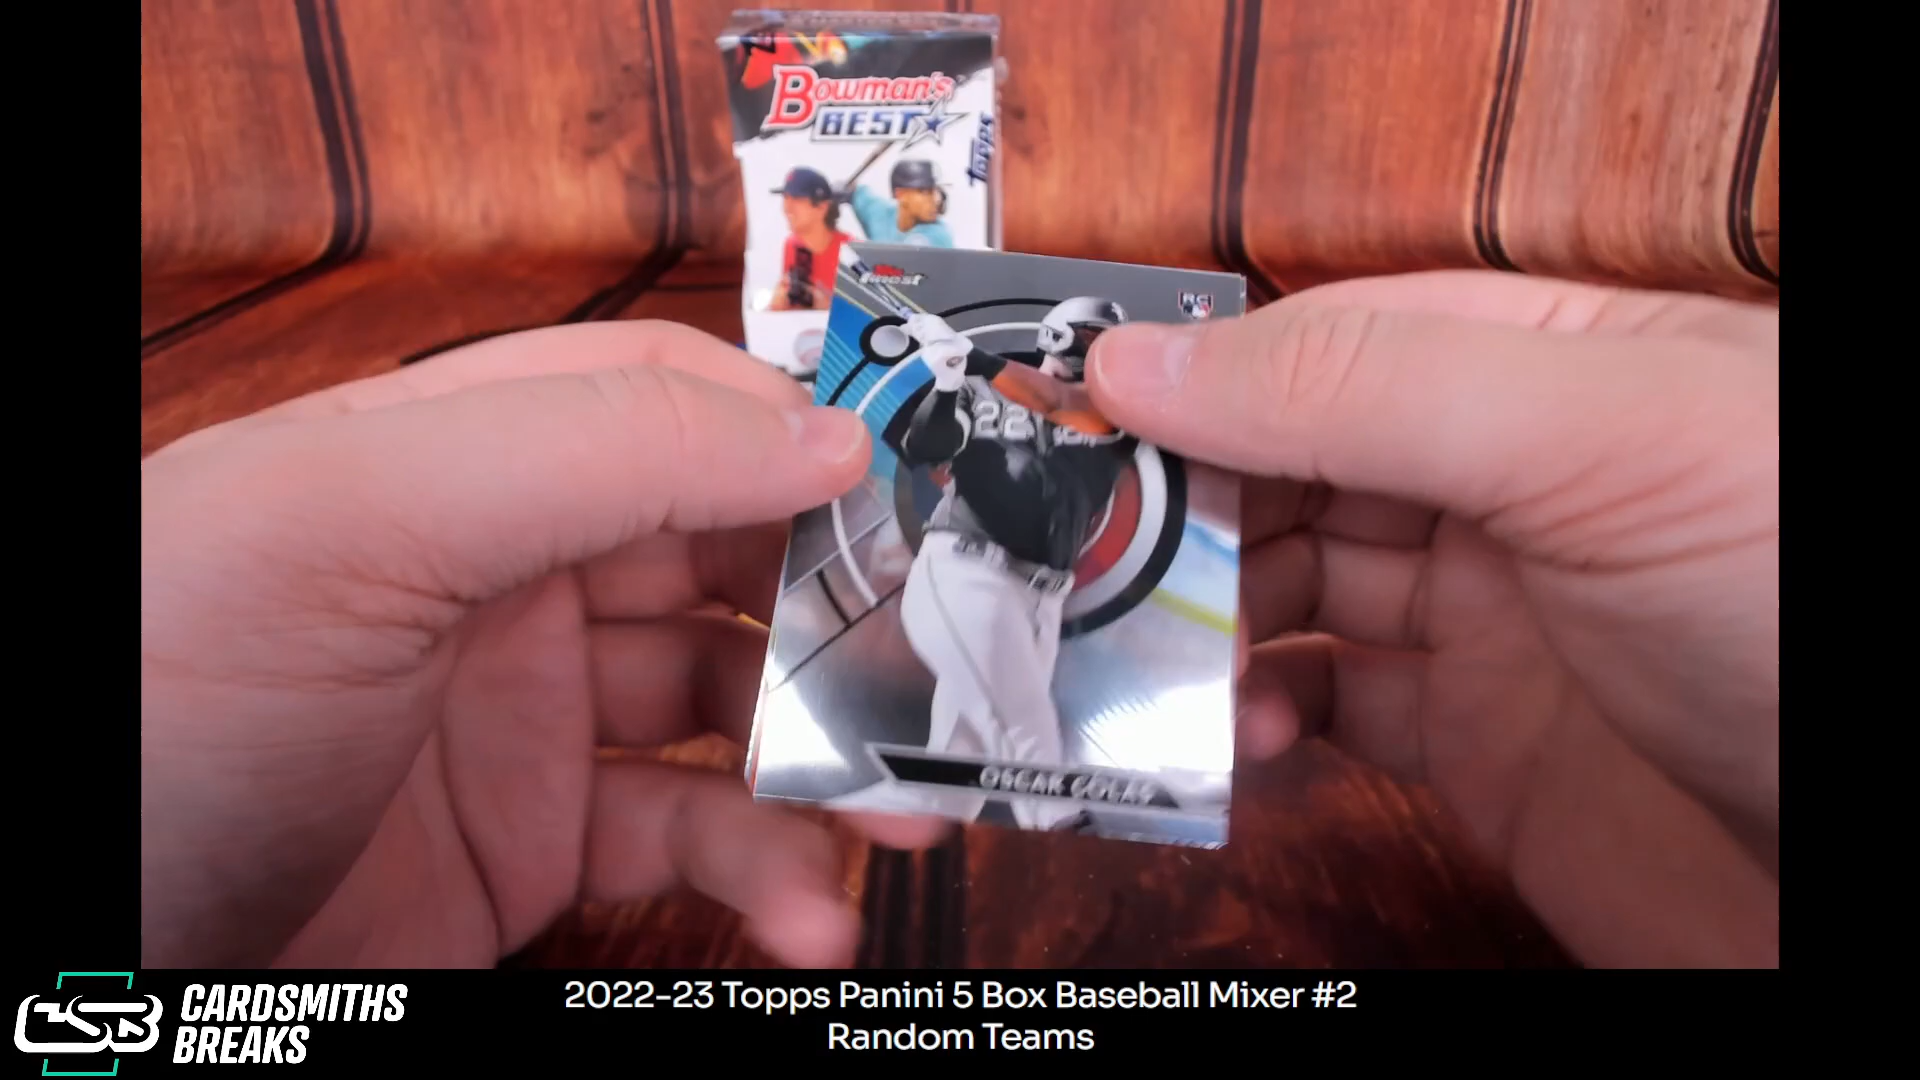 Bowman's
BEST
topps
finest
RC
22
OSCAR COLAS
CSB
CARDSMITHS
BREAKS
2022-23 Topps Panini 5 Box Baseball Mixer #2
Random Teams